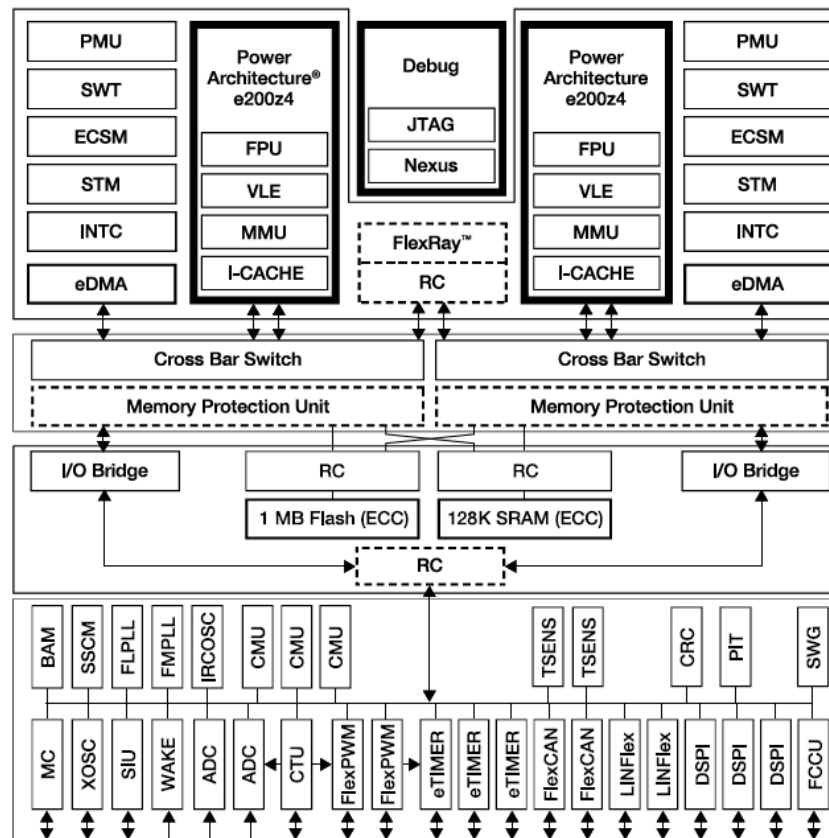 PMU
SWT
ECSM
STM
INTC
eDMA
Power
Architecture®
e200z4
FPU
VLE
MMU
I-CACHE
Debug
JTAG
Nexus
FlexRay™
RC
Power
Architecture
e200z4
FPU
VLE
MMU
I-CACHE
PMU
SWT
ECSM
STM
INTC
eDMA
Cross Bar Switch
Cross Bar Switch
Memory Protection Unit
Memory Protection Unit
I/O Bridge
RC
RC
I/O Bridge
1 MB Flash (ECC)
128K SRAM (ECC)
RC
BAM
SSCM
FLPLL
FMPLL
IRCOSC
CMU
CMU
CMU
TSENS
TSENS
CRC
PIT
SWG
MC
XOSC
SIU
WAKE
ADC
ADC
CTU
FlexPWM
FlexPWM
eTIMER
eTIMER
eTIMER
FlexCAN
FlexCAN
LINFlex
LINFlex
DSPI
DSPI
DSPI
FCCU